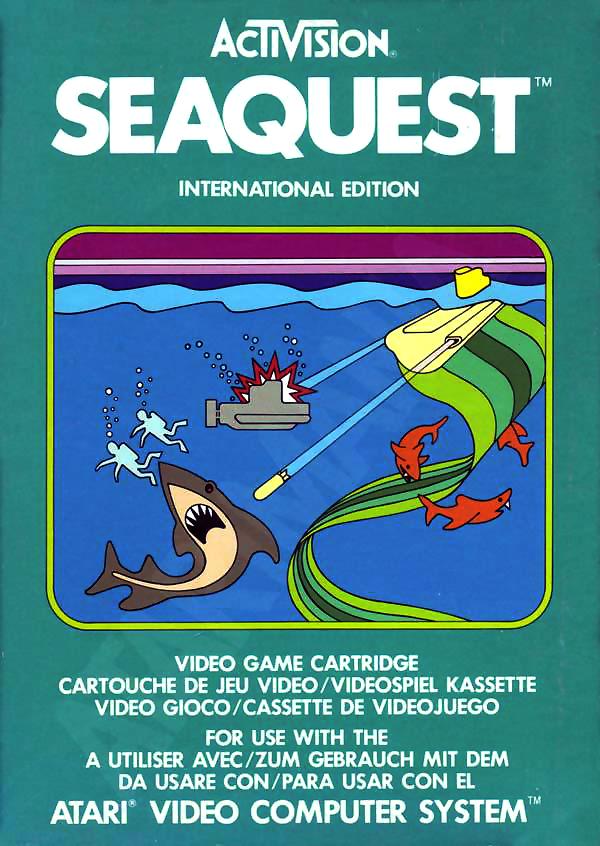 ACTIVISION®
SEAQUEST™
INTERNATIONAL EDITION
VIDEO GAME CARTRIDGE
CARTOUCHE DE JEU VIDEO/VIDEOSPIEL KASSETTE
VIDEO GIOCO/CASSETTE DE VIDEOJUEGO
FOR USE WITH THE
A UTILISER AVEC/ZUM GEBRAUCH MIT DEM
DA USARE CON/PARA USAR CON EL
ATARI® VIDEO COMPUTER SYSTEM™